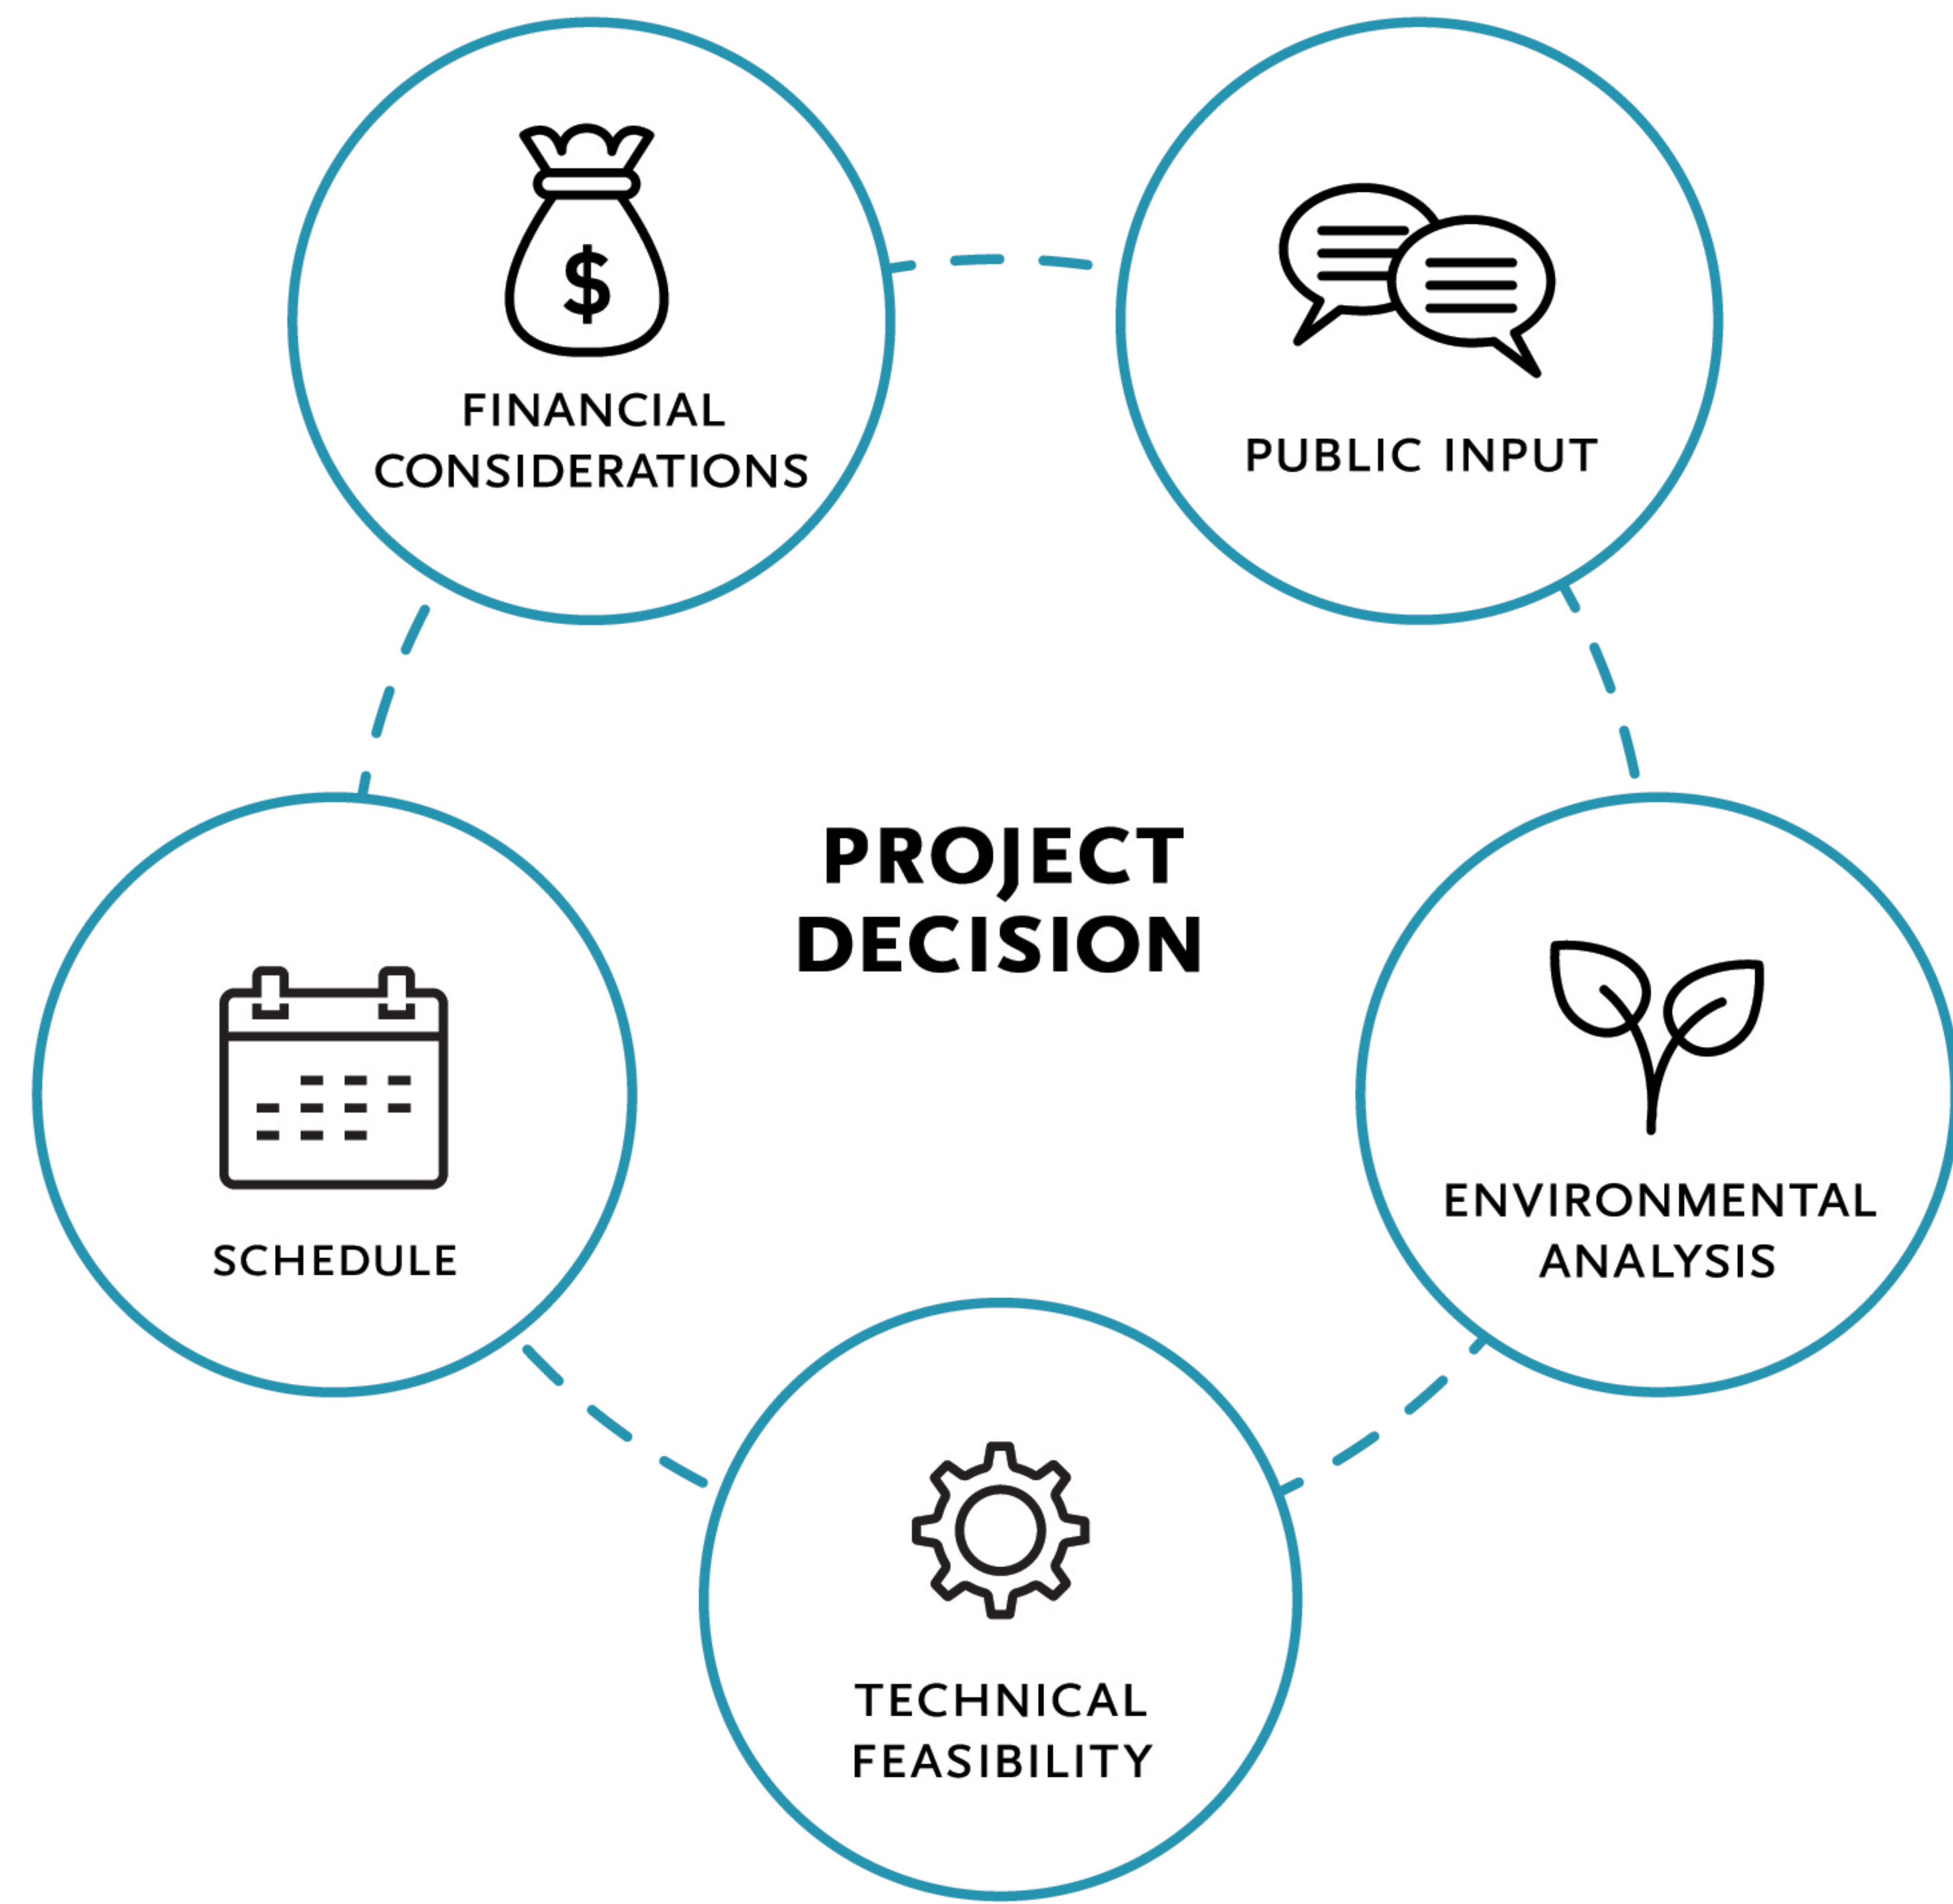 $
FINANCIAL
CONSIDERATIONS
PUBLIC INPUT
PROJECT
DECISION
SCHEDULE
ENVIRONMENTAL
ANALYSIS
TECHNICAL
FEASIBILITY